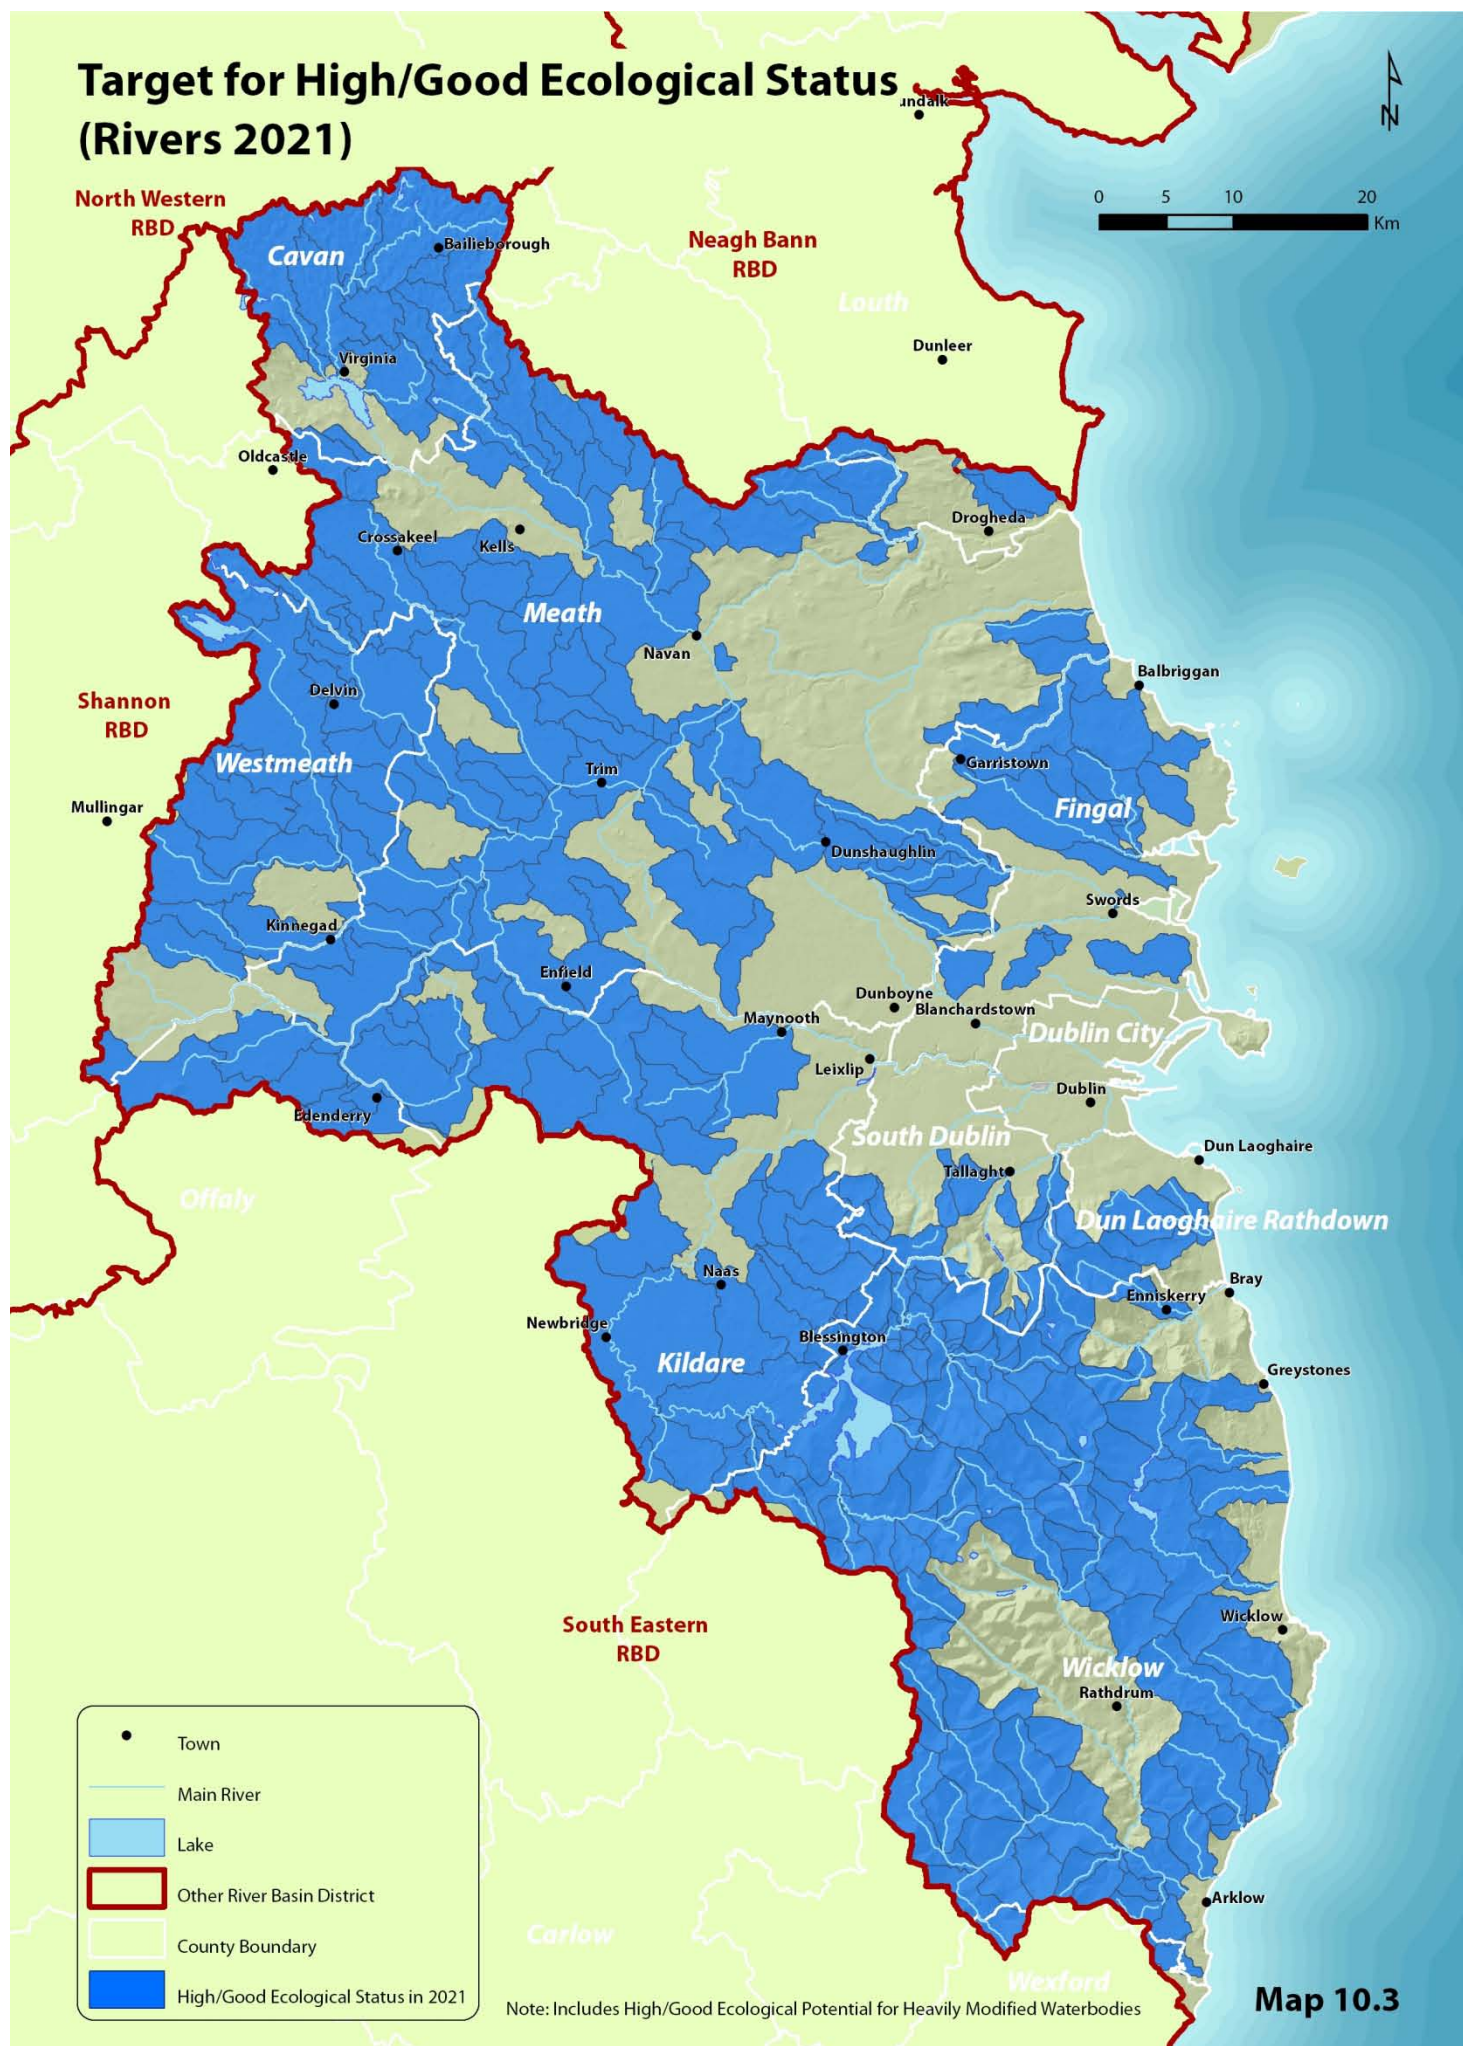 Target for High/Good Ecological Status
(Rivers 2021)
undalk
N
0 5 10 20
Km
North Western
RBD
Neagh Bann
RBD
Cavan
Bailieborough
Louth
Dunleer
Virginia
Oldcastle
Crossakeel
Kells
Drogheda
Meath
Navan
Balbriggan
Shannon
RBD
Delvin
Westmeath
Trim
Garristown
Fingal
Mullingar
Dunshaughlin
Swords
Kinnegad
Enfield
Dunboyne
Blanchardstown
Maynooth
Dublin City
Leixlip
Dublin
Edenderry
South Dublin
Dun Laoghaire
Tallaght
Offaly
Dun Laoghaire Rathdown
Naas
Bray
Enniskerry
Newbridge
Blessington
Kildare
Greystones
South Eastern
RBD
Wicklow
Wicklow
Rathdrum
Arklow
Carlow
Wexford
Town
Main River
Lake
Other River Basin District
County Boundary
High/Good Ecological Status in 2021
Note: Includes High/Good Ecological Potential for Heavily Modified Waterbodies
Map 10.3